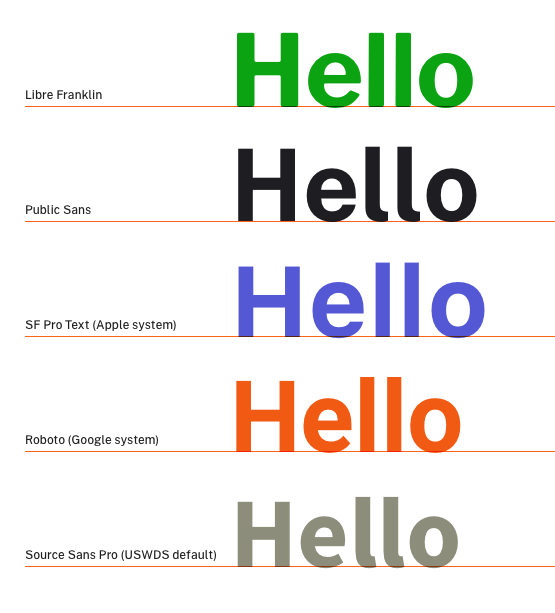 Hello
Libre Franklin
Hello
Public Sans
Hello
SF Pro Text (Apple system)
Hello
Roboto (Google system)
Hello
Source Sans Pro (USWDS default)